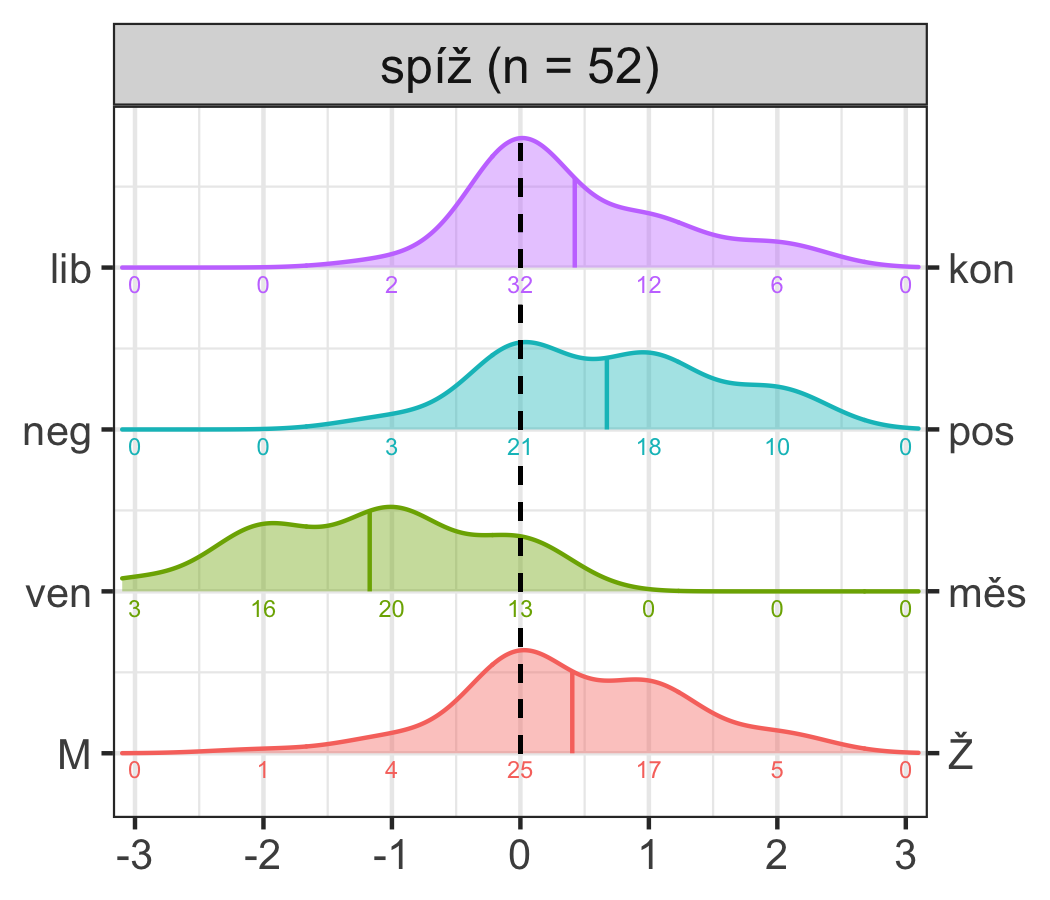 spíž (n = 52)
lib kon
0 0 2 32 12 6 0
neg pos
0 0 3 21 18 10 0
ven měs
3 16 20 13 0 0 0
M Ž
0 1 4 25 17 5 0
-3 -2 -1 0 1 2 3